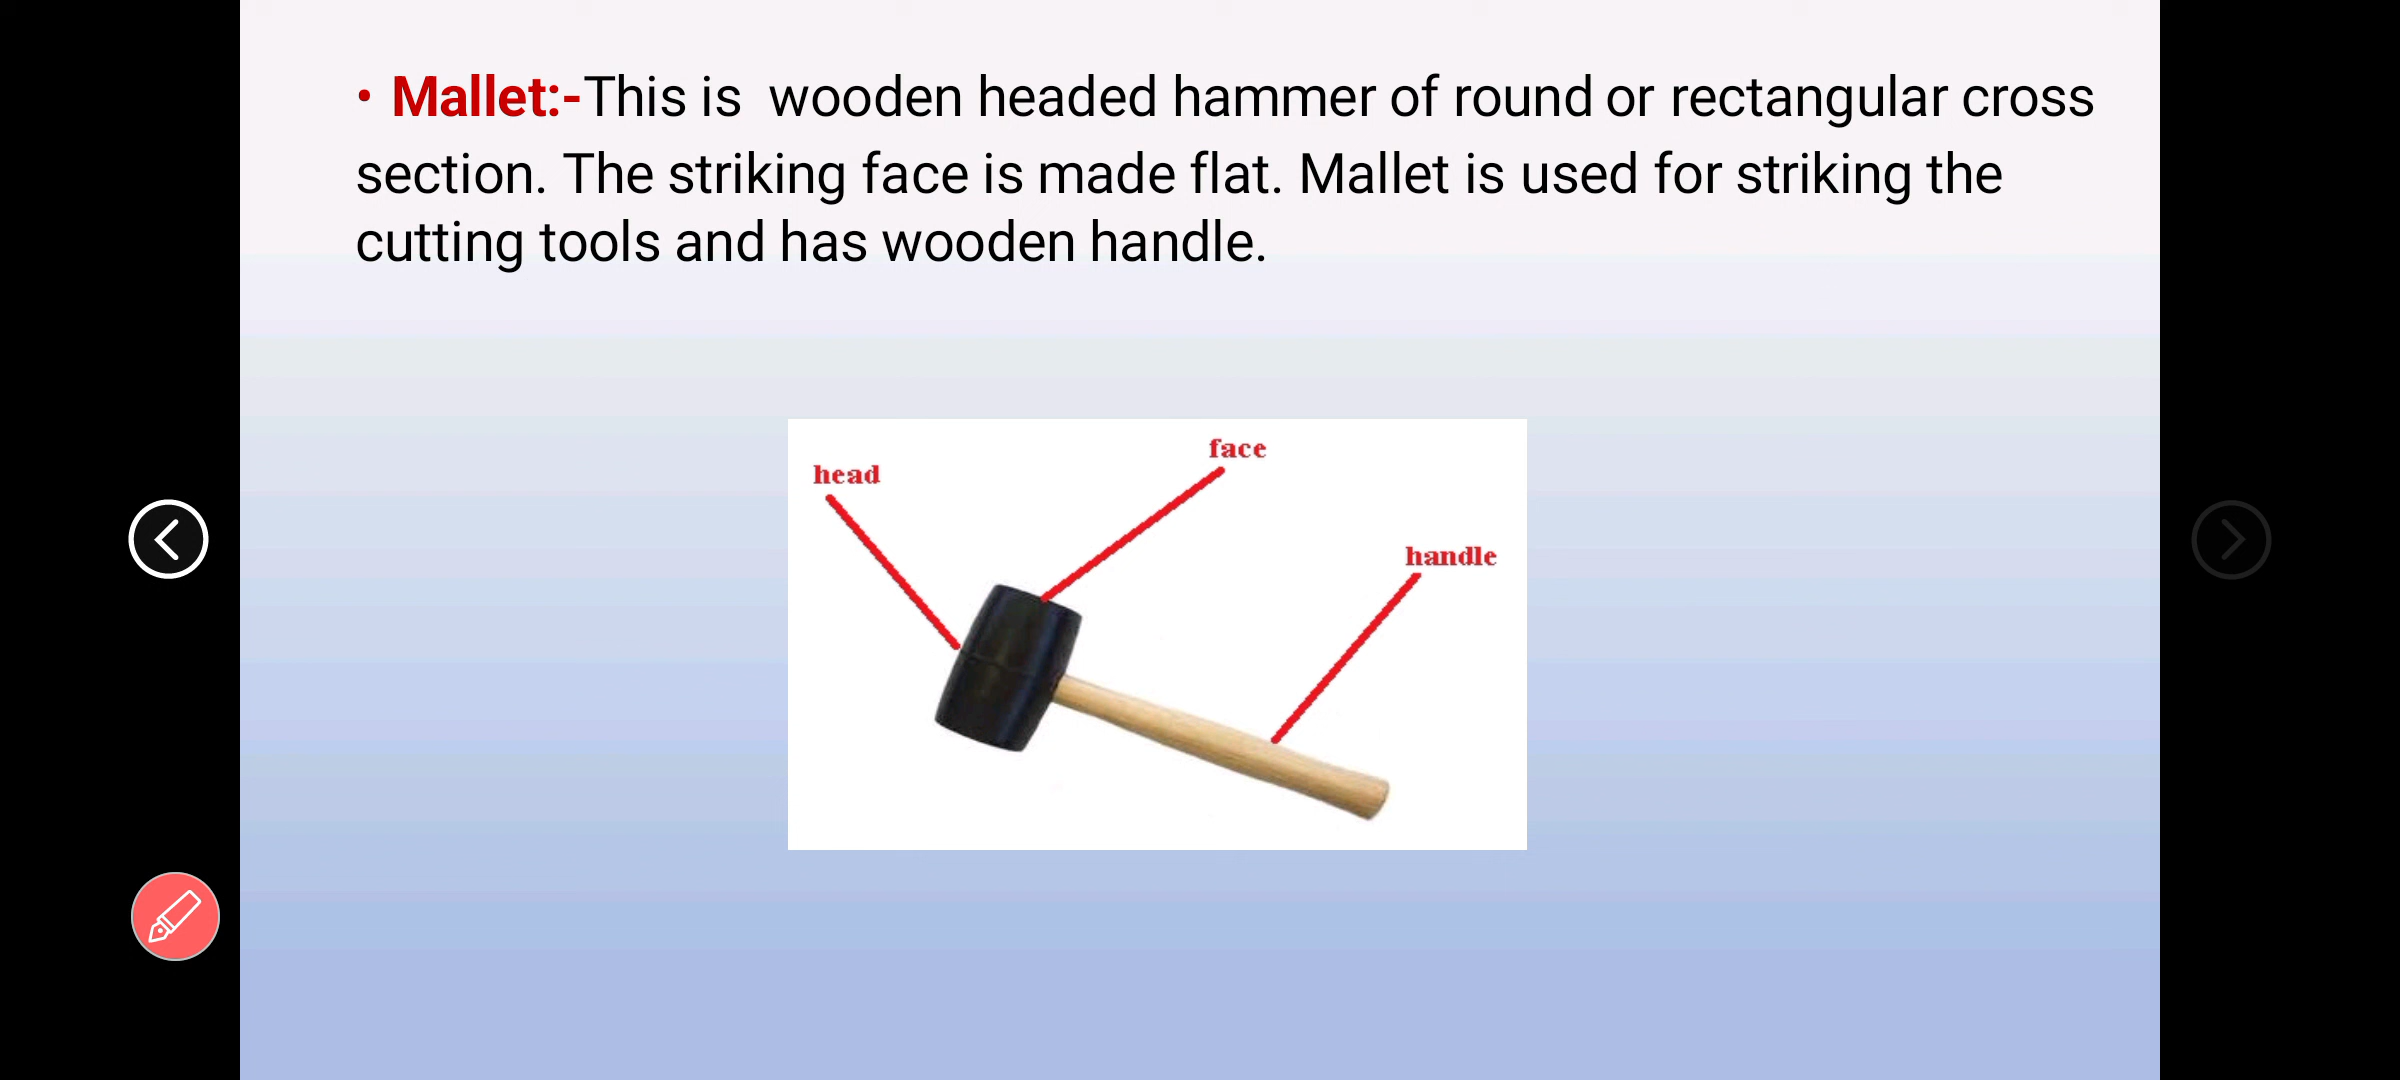 • Mallet:-This is  wooden headed hammer of round or rectangular cross
section. The striking face is made flat. Mallet is used for striking the
cutting tools and has wooden handle.
face
head
handle